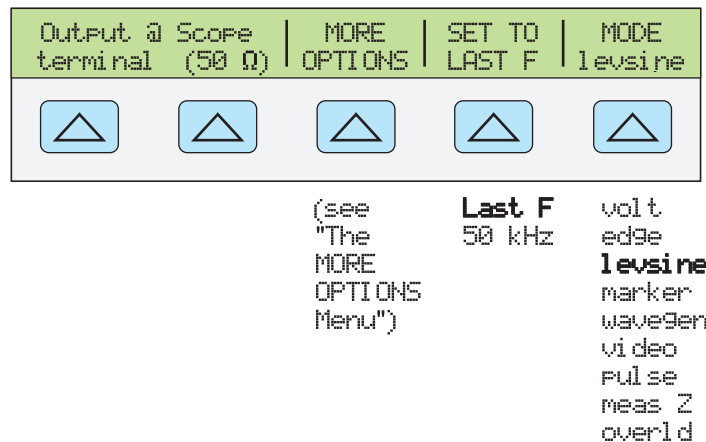 Output @ Scope MORE SET TO MODE
terminal (50 Ω) OPTIONS LAST F levsine
(see
"The
MORE
OPTIONS
Menu")
Last F
50 kHz
volt
edge
levsine
marker
wavegen
video
pulse
meas Z
overld